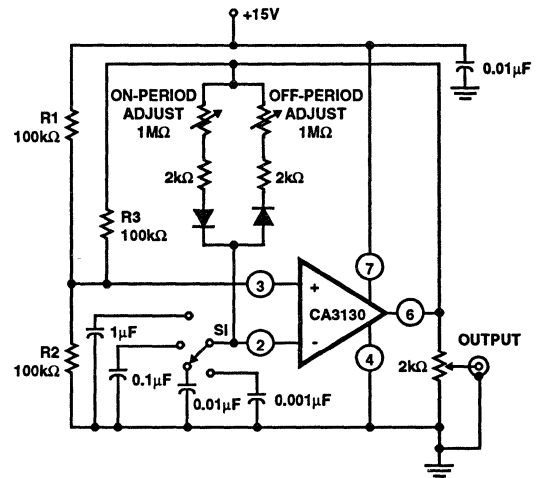 +15V
0.01µF
R1
100kΩ
ON-PERIOD
ADJUST
1MΩ
OFF-PERIOD
ADJUST
1MΩ
2kΩ
2kΩ
R3
100kΩ
7
3
+
CA3130
6
2
-
4
SI
1µF
R2
100kΩ
0.1µF
0.01µF
0.001µF
2kΩ
OUTPUT